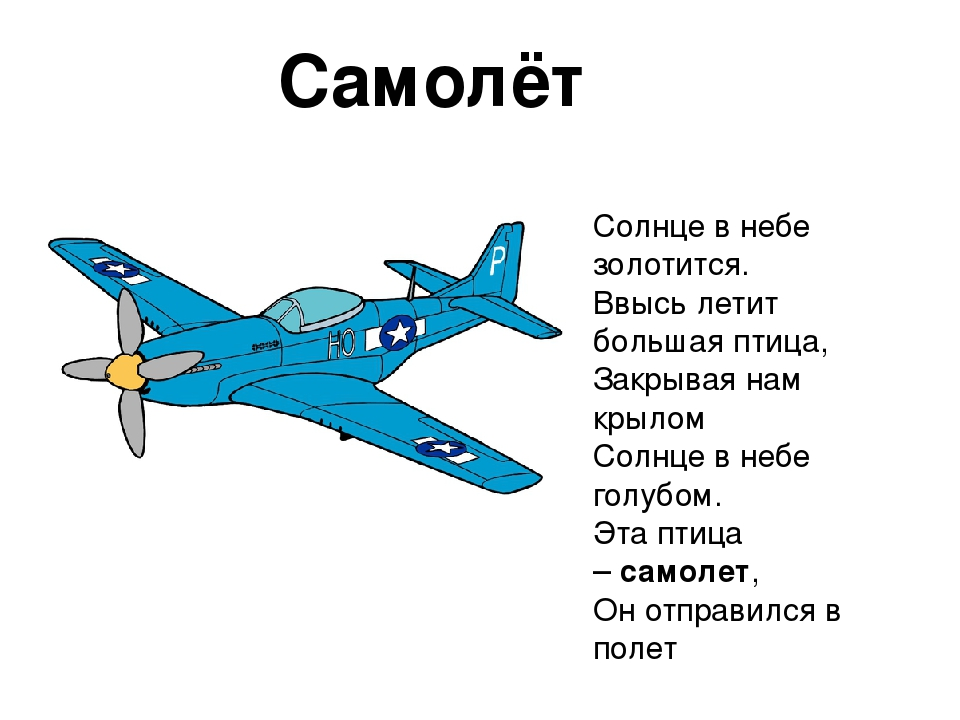 Самолёт
P
HO
Солнце в небе
золотится.
Ввысь летит
большая птица,
Закрывая нам
крылом
Солнце в небе
голубом.
Эта птица
– самолет,
Он отправился в
полет